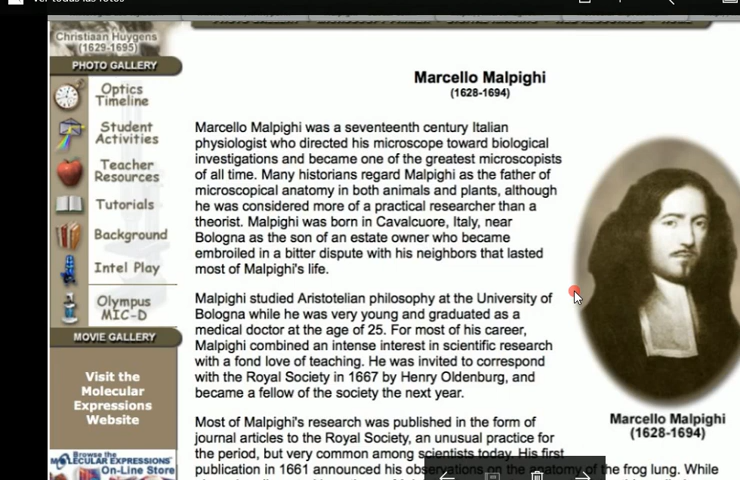 Ver todas las fotos
Christiaan Huygens
(1629-1695)
PHOTO GALLERY
Optics
Timeline
Student
Activities
Teacher
Resources
Tutorials
Background
Intel Play
Olympus
MIC-D
MOVIE GALLERY
Visit the
Molecular
Expressions
Website
Browse the
MOLECULAR EXPRESSIONS
On-Line Store
Marcello Malpighi
(1628-1694)
Marcello Malpighi was a seventeenth century Italian
physiologist who directed his microscope toward biological
investigations and became one of the greatest microscopists
of all time. Many historians regard Malpighi as the father of
microscopical anatomy in both animals and plants, although
he was considered more of a practical researcher than a
theorist. Malpighi was born in Cavalcuore, Italy, near
Bologna as the son of an estate owner who became
embroiled in a bitter dispute with his neighbors that lasted
most of Malpighi's life.
Malpighi studied Aristotelian philosophy at the University of
Bologna while he was very young and graduated as a
medical doctor at the age of 25. For most of his career,
Malpighi combined an intense interest in scientific research
with a fond love of teaching. He was invited to correspond
with the Royal Society in 1667 by Henry Oldenburg, and
became a fellow of the society the next year.
Most of Malpighi's research was published in the form of
journal articles to the Royal Society, an unusual practice for
the period, but very common among scientists today. His first
publication in 1661 announced his observations on the anatomy of the frog lung. While
Marcello Malpighi
(1628-1694)